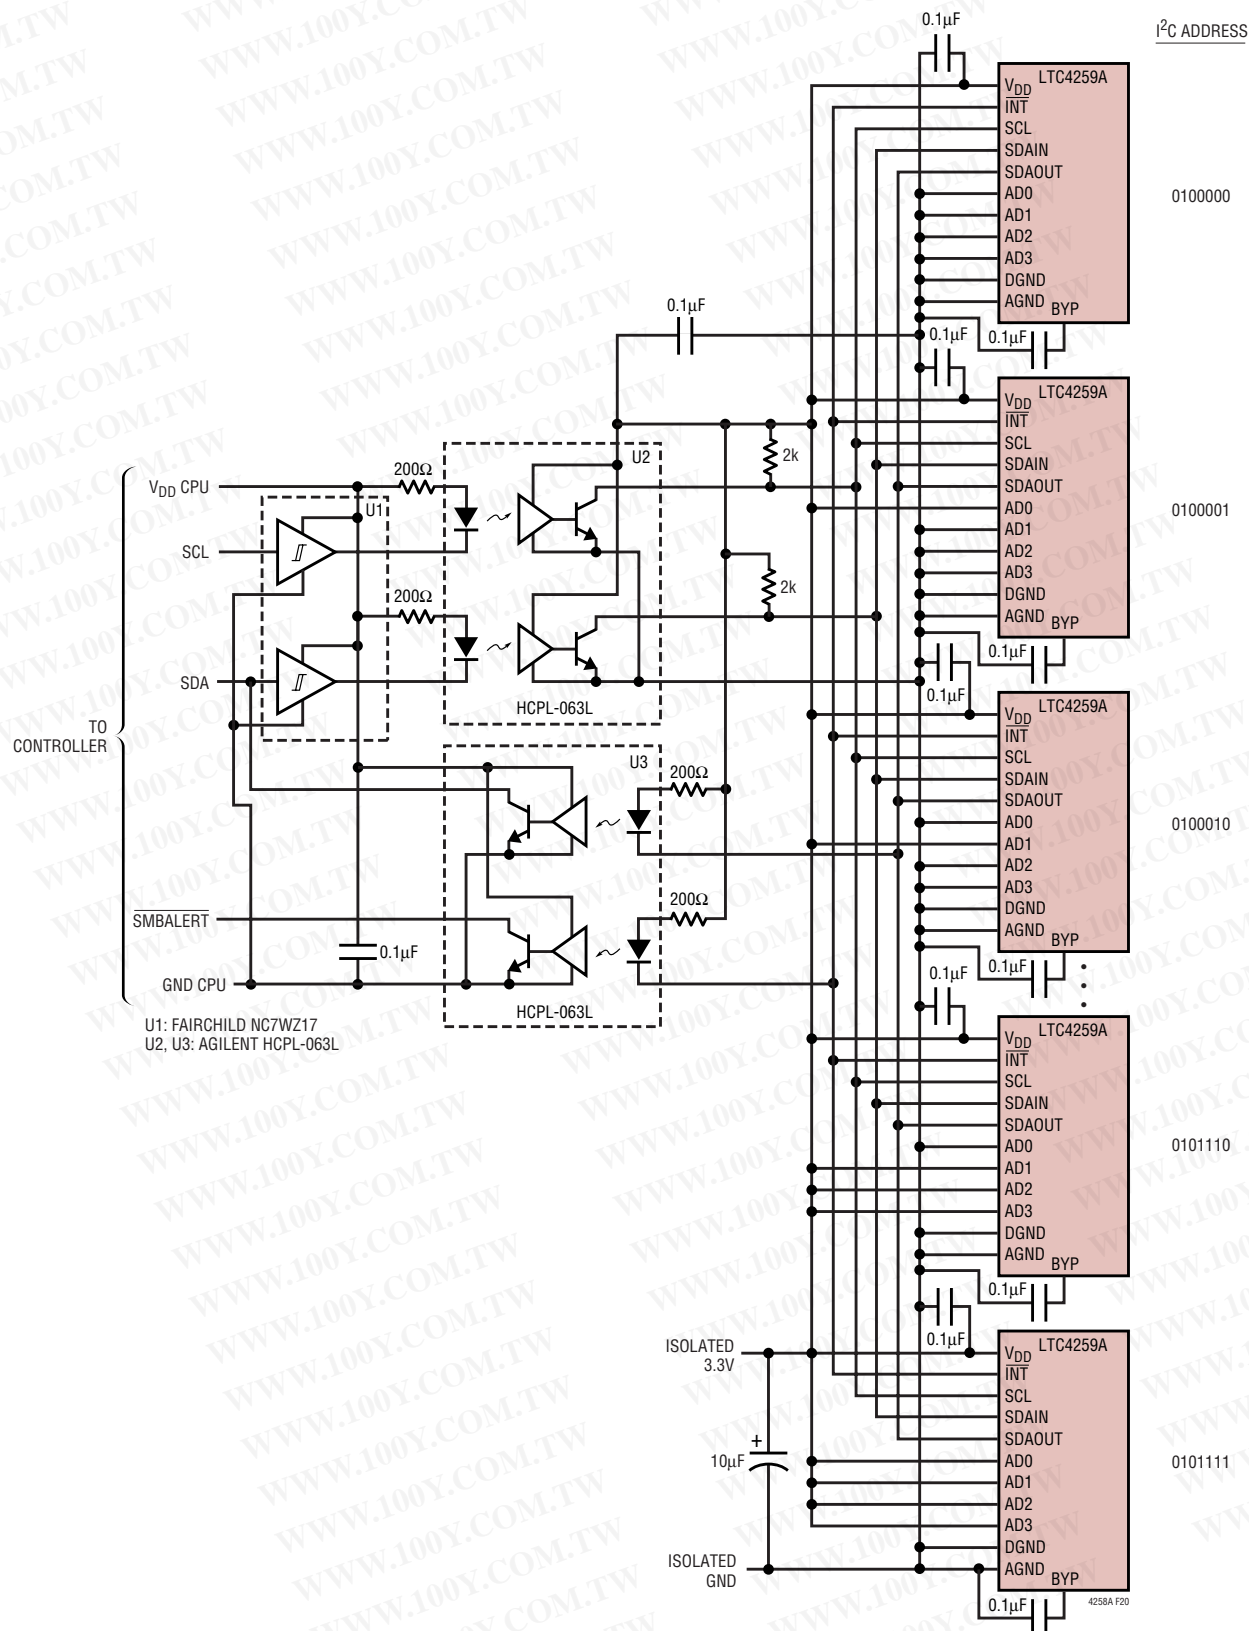 0.1µF
I²C ADDRESS
LTC4259A
VDD
INT
SCL
SDAIN
SDAOUT
AD0
AD1
AD2
AD3
DGND
AGND
BYP
0100000
0.1µF
0.1µF
0.1µF
LTC4259A
VDD
INT
SCL
SDAIN
SDAOUT
AD0
AD1
AD2
AD3
DGND
AGND
BYP
0100001
2k
2k
U2
200Ω
VDD CPU
U1
SCL
200Ω
SDA
HCPL-063L
TO
CONTROLLER
0.1µF
0.1µF
LTC4259A
VDD
INT
SCL
SDAIN
SDAOUT
AD0
AD1
AD2
AD3
DGND
AGND
BYP
0100010
U3
200Ω
200Ω
SMBALERT
0.1µF
GND CPU
HCPL-063L
U1: FAIRCHILD NC7WZ17
U2, U3: AGILENT HCPL-063L
0.1µF
0.1µF
LTC4259A
VDD
INT
SCL
SDAIN
SDAOUT
AD0
AD1
AD2
AD3
DGND
AGND
BYP
0101110
0.1µF
0.1µF
ISOLATED
3.3V
LTC4259A
VDD
INT
SCL
SDAIN
SDAOUT
AD0
AD1
AD2
AD3
DGND
AGND
BYP
0101111
+
10µF
ISOLATED
GND
0.1µF
4258A F20
WWW.100Y.COM.TW